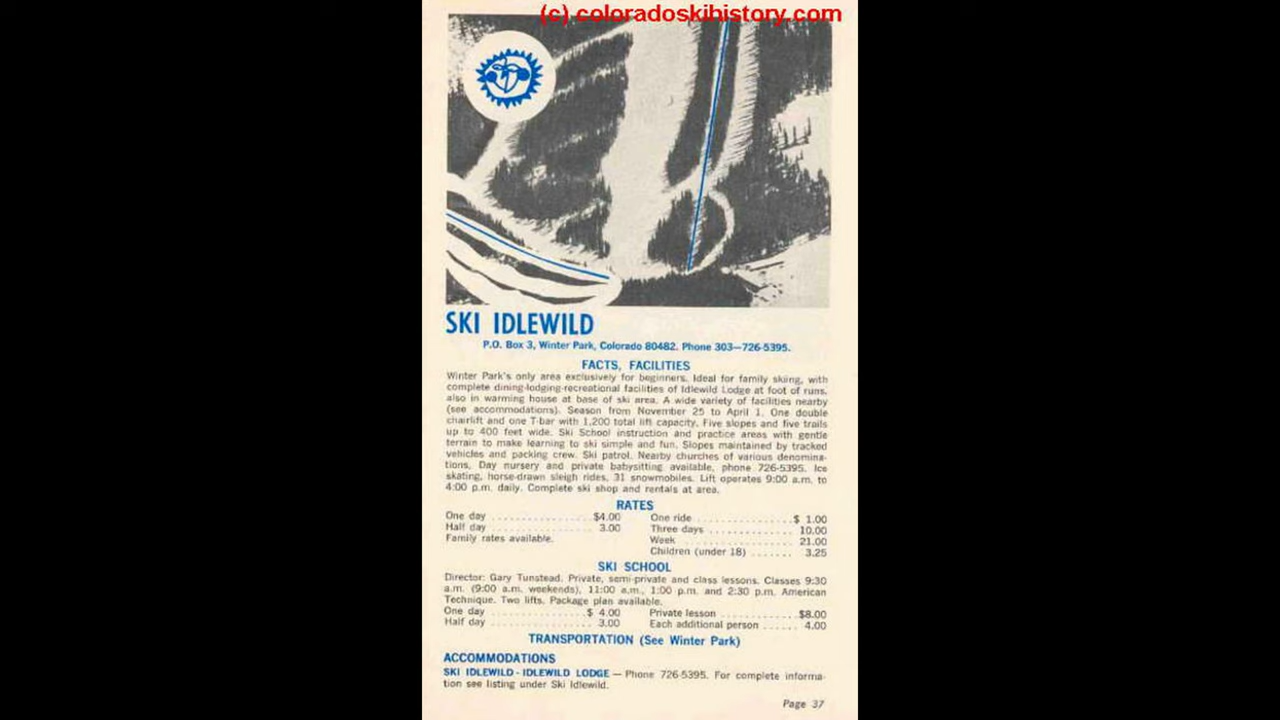 (c) coloradoskihistory.com
SKI IDLEWILD
P.O. Box 3, Winter Park, Colorado 80482. Phone 303—726-5395.
FACTS, FACILITIES
Winter Park's only area exclusively for beginners. Ideal for family skiing, with
complete dining-lodging-recreational facilities of Idlewild Lodge at foot of runs,
also in warming house at base of ski area. A wide variety of facilities nearby
(see accommodations). Season from November 25 to April 1. One double
chairlift and one T-bar with 1,200 total lift capacity. Five slopes and five trails
up to 400 feet wide. Ski School instruction and practice areas with gentle
terrain to make learning to ski simple and fun. Slopes maintained by tracked
vehicles and packing crew. Ski patrol. Nearby churches of various denomina-
tions. Day nursery and private babysitting available, phone 726-5395. Ice
skating, horse-drawn sleigh rides, 31 snowmobiles. Lift operates 9:00 a.m. to
4:00 p.m. daily. Complete ski shop and rentals at area.
RATES
One day ............ $4.00
Half day ............ 3.00
Family rates available.
One ride ............ $ 1.00
Three days ............ 10.00
Week ............ 21.00
Children (under 18) ....... 3.25
SKI SCHOOL
Director: Gary Tunstead. Private, semi-private and class lessons. Classes 9:30
a.m. (9:00 a.m. weekends), 11:00 a.m., 1:00 p.m. and 2:30 p.m. American
Technique. Two lifts. Package plan available.
One day ............ $ 4.00
Half day ............ 3.00
Private lesson ............ $8.00
Each additional person ...... 4.00
TRANSPORTATION (See Winter Park)
ACCOMMODATIONS
SKI IDLEWILD - IDLEWILD LODGE — Phone 726-5395. For complete informa-
tion see listing under Ski Idlewild.
Page 37